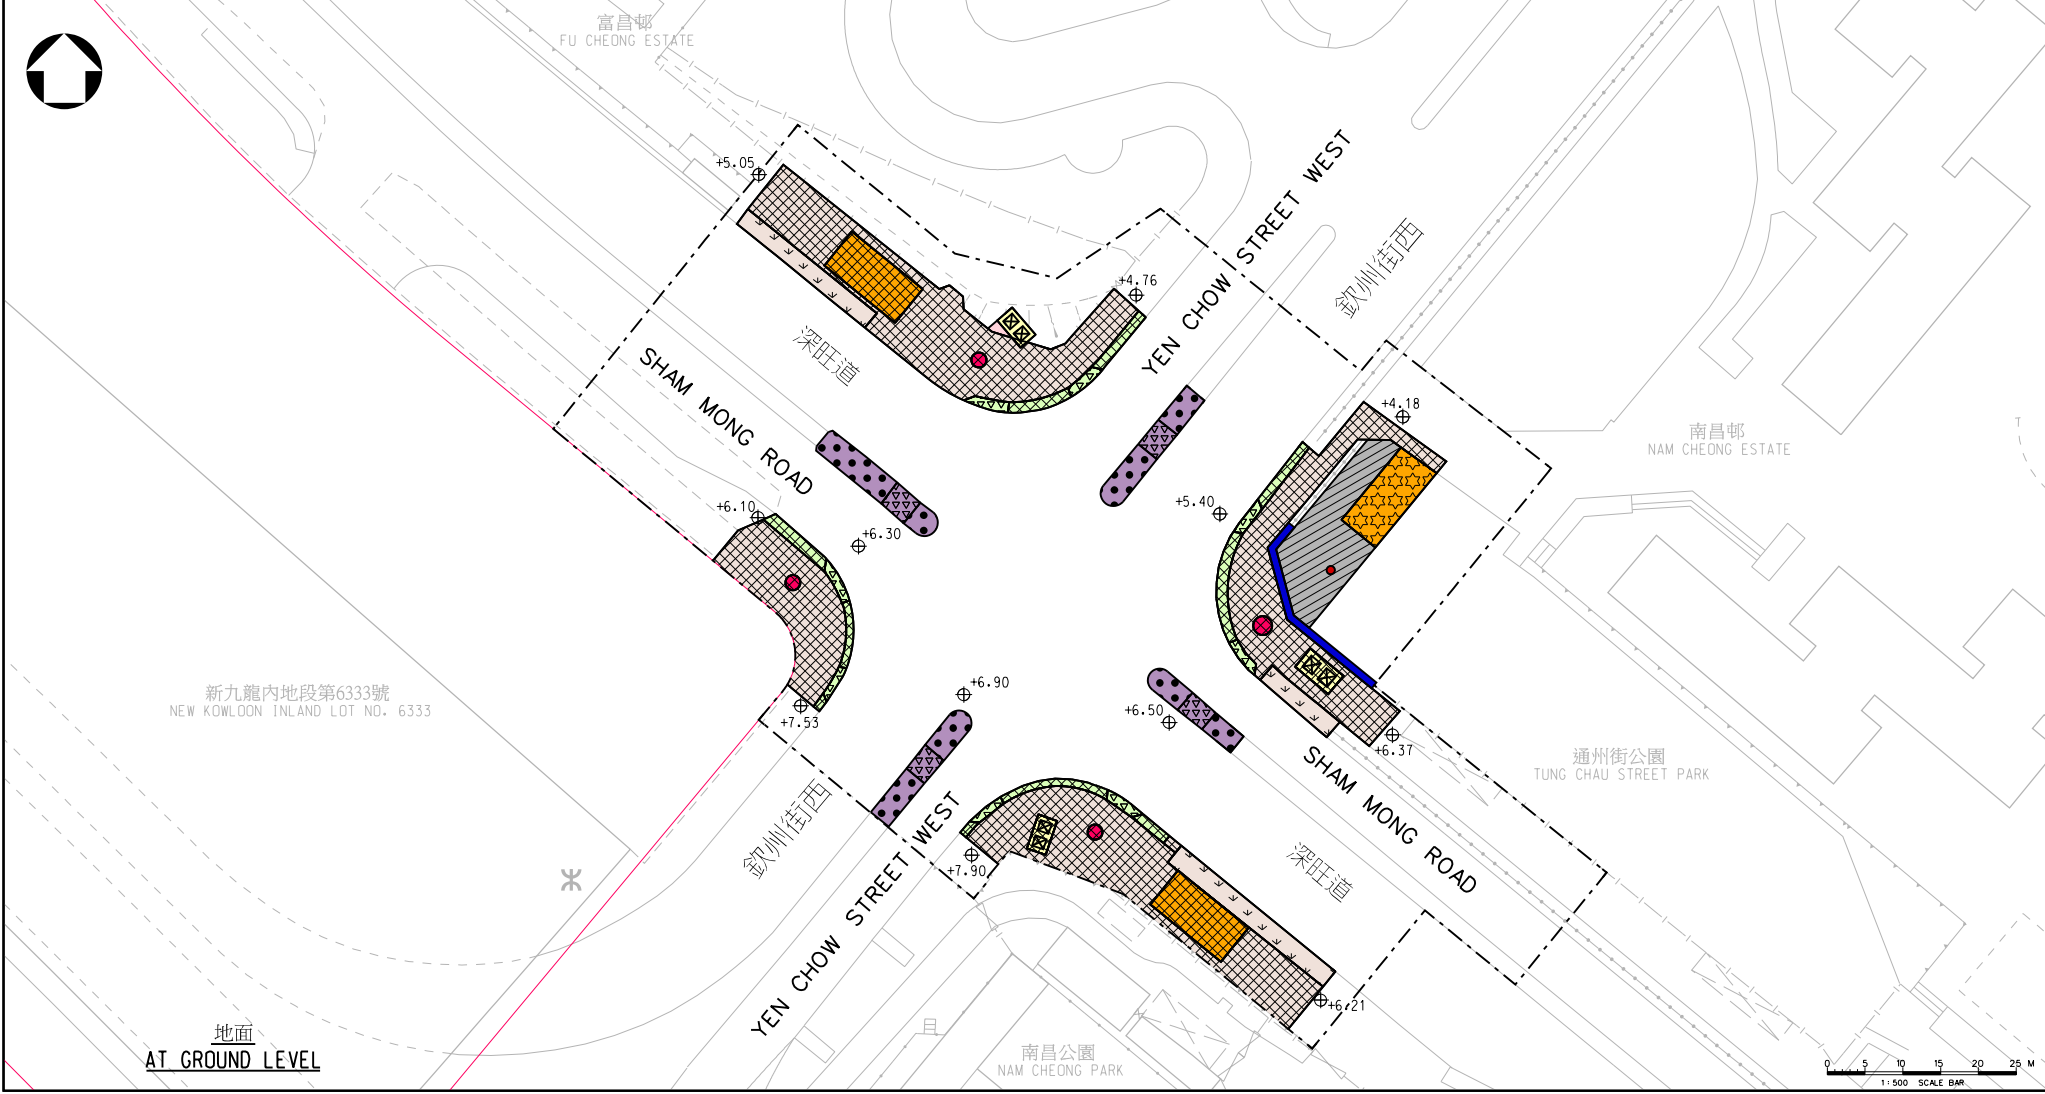 富昌邨
FU CHEONG ESTATE
+5.05
+4.76
YEN CHOW STREET WEST
欽州街西
深旺道
SHAM MONG ROAD
+4.18
南昌邨
NAM CHEONG ESTATE
+5.40
+6.10
+6.30
新九龍內地段第6333號
NEW KOWLOON INLAND LOT NO. 6333
+6.90
+7.53
+6.50
+6.37
通州街公園
TUNG CHAU STREET PARK
SHAM MONG ROAD
深旺道
欽州街西
YEN CHOW STREET WEST
+7.90
+6.21
地面
AT GROUND LEVEL
南昌公園
NAM CHEONG PARK
0 5 10 15 20 25 M
1:500 SCALE BAR